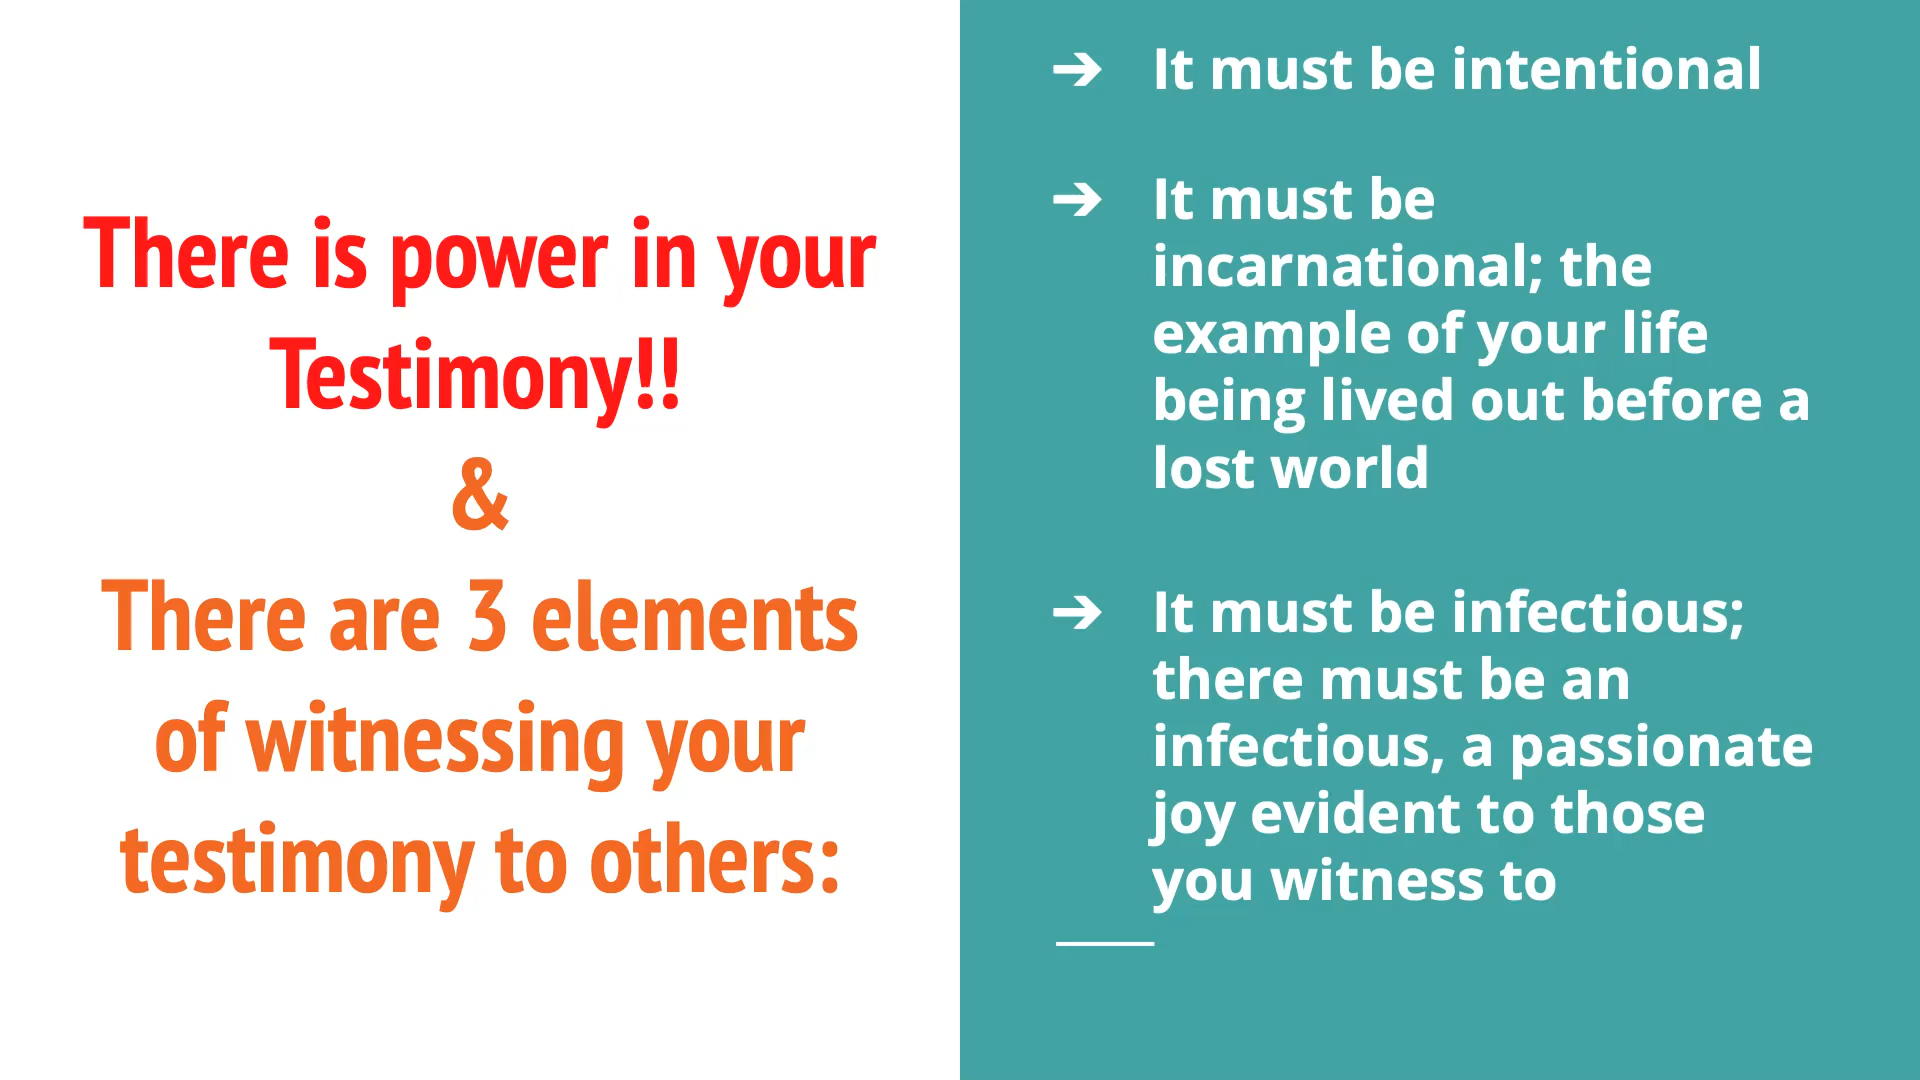 There is power in your
Testimony!!
&
There are 3 elements
of witnessing your
testimony to others:
➔ It must be intentional
➔ It must be
incarnational; the
example of your life
being lived out before a
lost world
➔ It must be infectious;
there must be an
infectious, a passionate
joy evident to those
you witness to